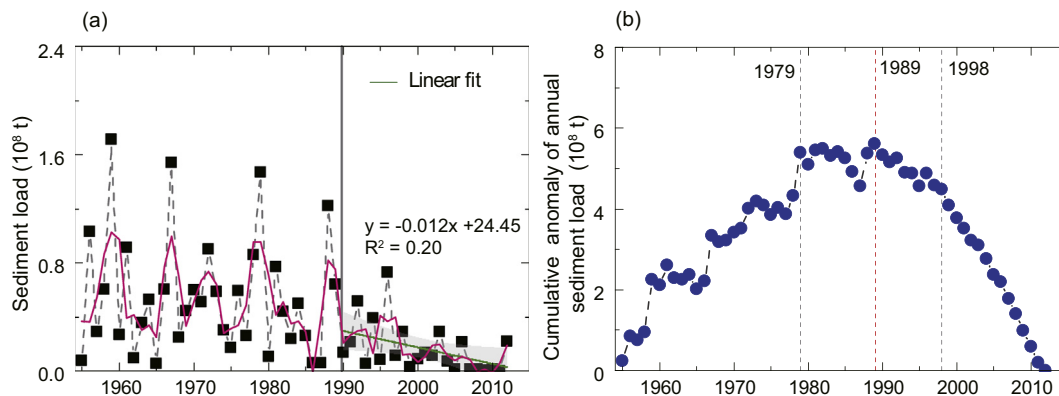 (a)
2.4
1.6
0.8
0.0
Sediment load (10⁸ t)
Linear fit
y = -0.012x +24.45
R² = 0.20
1960 1970 1980 1990 2000 2010
(b)
8
6
4
2
0
Cumulative anomaly of annual
sediment load (10⁸ t)
1979
1989
1998
1960 1970 1980 1990 2000 2010